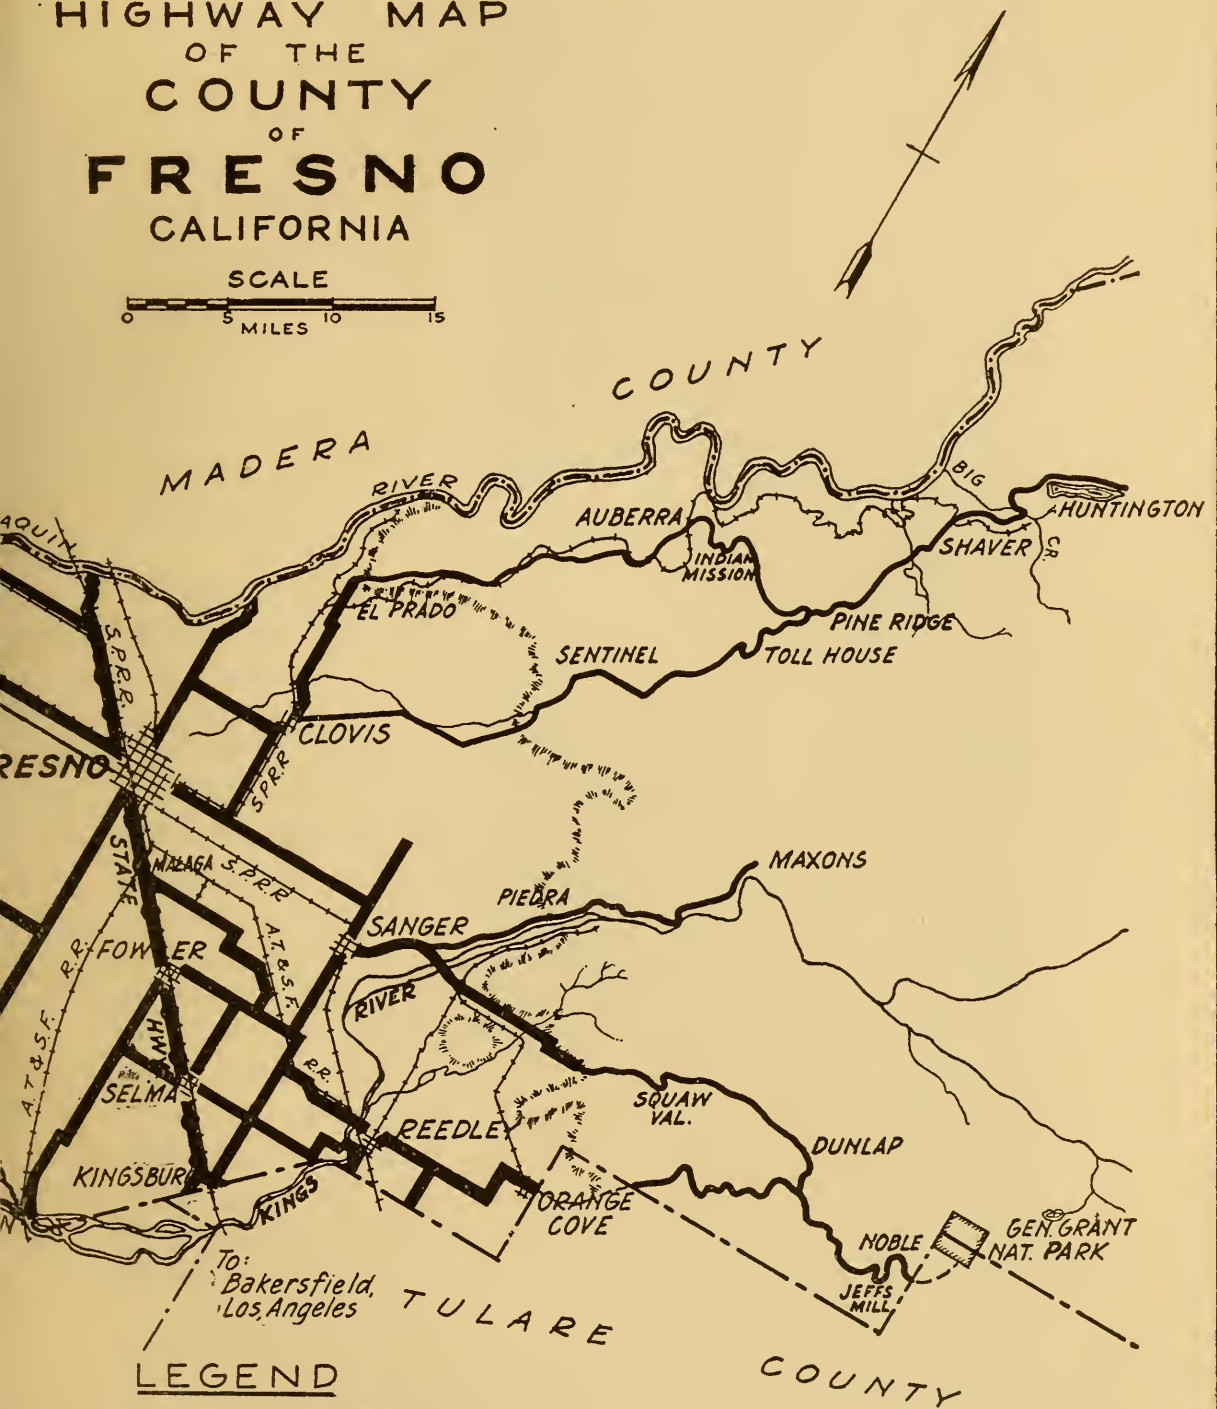 HIGHWAY MAP
OF THE
COUNTY
OF
FRESNO
CALIFORNIA
SCALE
0 5 10 15
MILES
MADERA COUNTY
AQUIN
RIVER
BIG
CR.
HUNTINGTON
AUBERRA
INDIAN
MISSION
SHAVER
EL PRADO
PINE RIDGE
SENTINEL
TOLL HOUSE
S.P.R.R.
CLOVIS
RESNO
S.P.R.R
STATE
MALAGA
S.P.R.R
MAXONS
PIEDRA
SANGER
A.T.&S.F.
FOWLER
R.R.
RIVER
HWY
A.T&S.F.
R.R.
SELMA
SQUAW
VAL.
REEDLEY
DUNLAP
KINGSBURG
KINGS
ORANGE
COVE
N
NOBLE
GEN. GRANT
NAT. PARK
JEFFS
MILL
To:
Bakersfield,
Los, Angeles
TULARE COUNTY
LEGEND